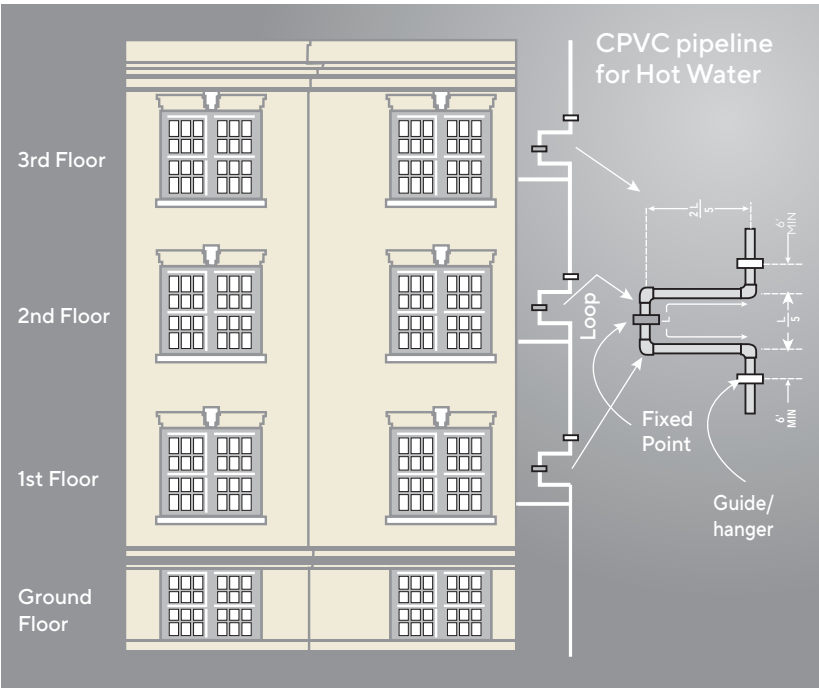 CPVC pipeline
for Hot Water
3rd Floor
2nd Floor
1st Floor
Ground
Floor
Loop
2L
5
6'
MIN
L
L
5
6'
MIN
Fixed
Point
Guide/
hanger